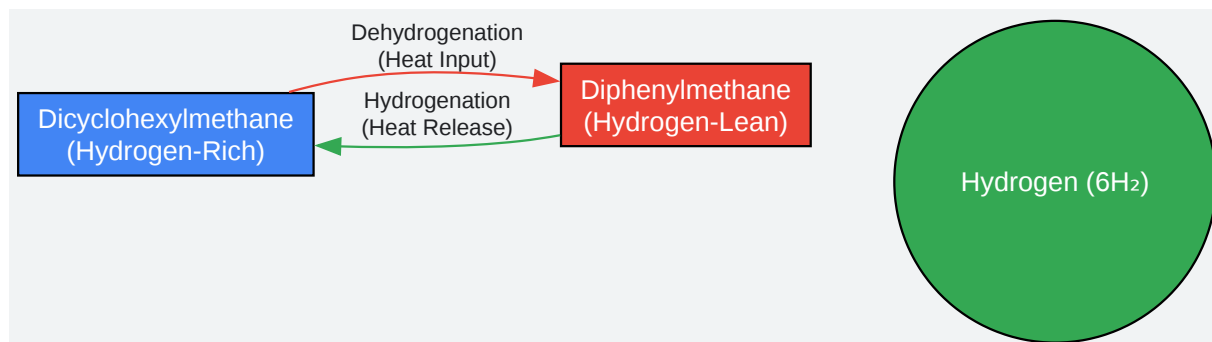 Dehydrogenation
(Heat Input)
Hydrogenation
(Heat Release)
Dicyclohexylmethane
(Hydrogen-Rich)
Diphenylmethane
(Hydrogen-Lean)
Hydrogen (6H₂)